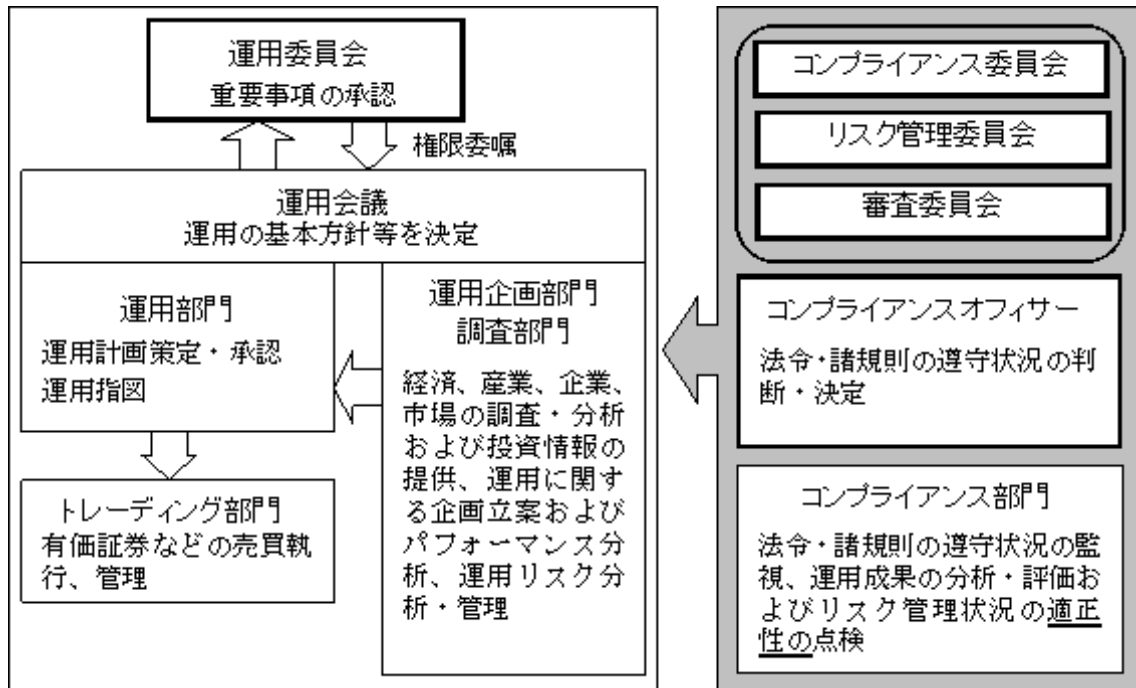 運用委員会
重要事項の承認
権限委嘱
運用会議
運用の基本方針等を決定
運用部門
運用計画策定・承認
運用指図
運用企画部門
調査部門
経済、産業、企業、
市場の調査・分析
および投資情報の
提供、運用に関す
る企画立案および
パフォーマンス分
析、運用リスク分
析・管理
トレーディング部門
有価証券などの売買執
行、管理
コンプライアンス委員会
リスク管理委員会
審査委員会
コンプライアンスオフィサー
法令・諸規則の遵守状況の判
断・決定
コンプライアンス部門
法令・諸規則の遵守状況の監
視、運用成果の分析・評価お
よびリスク管理状況の適正
性の点検